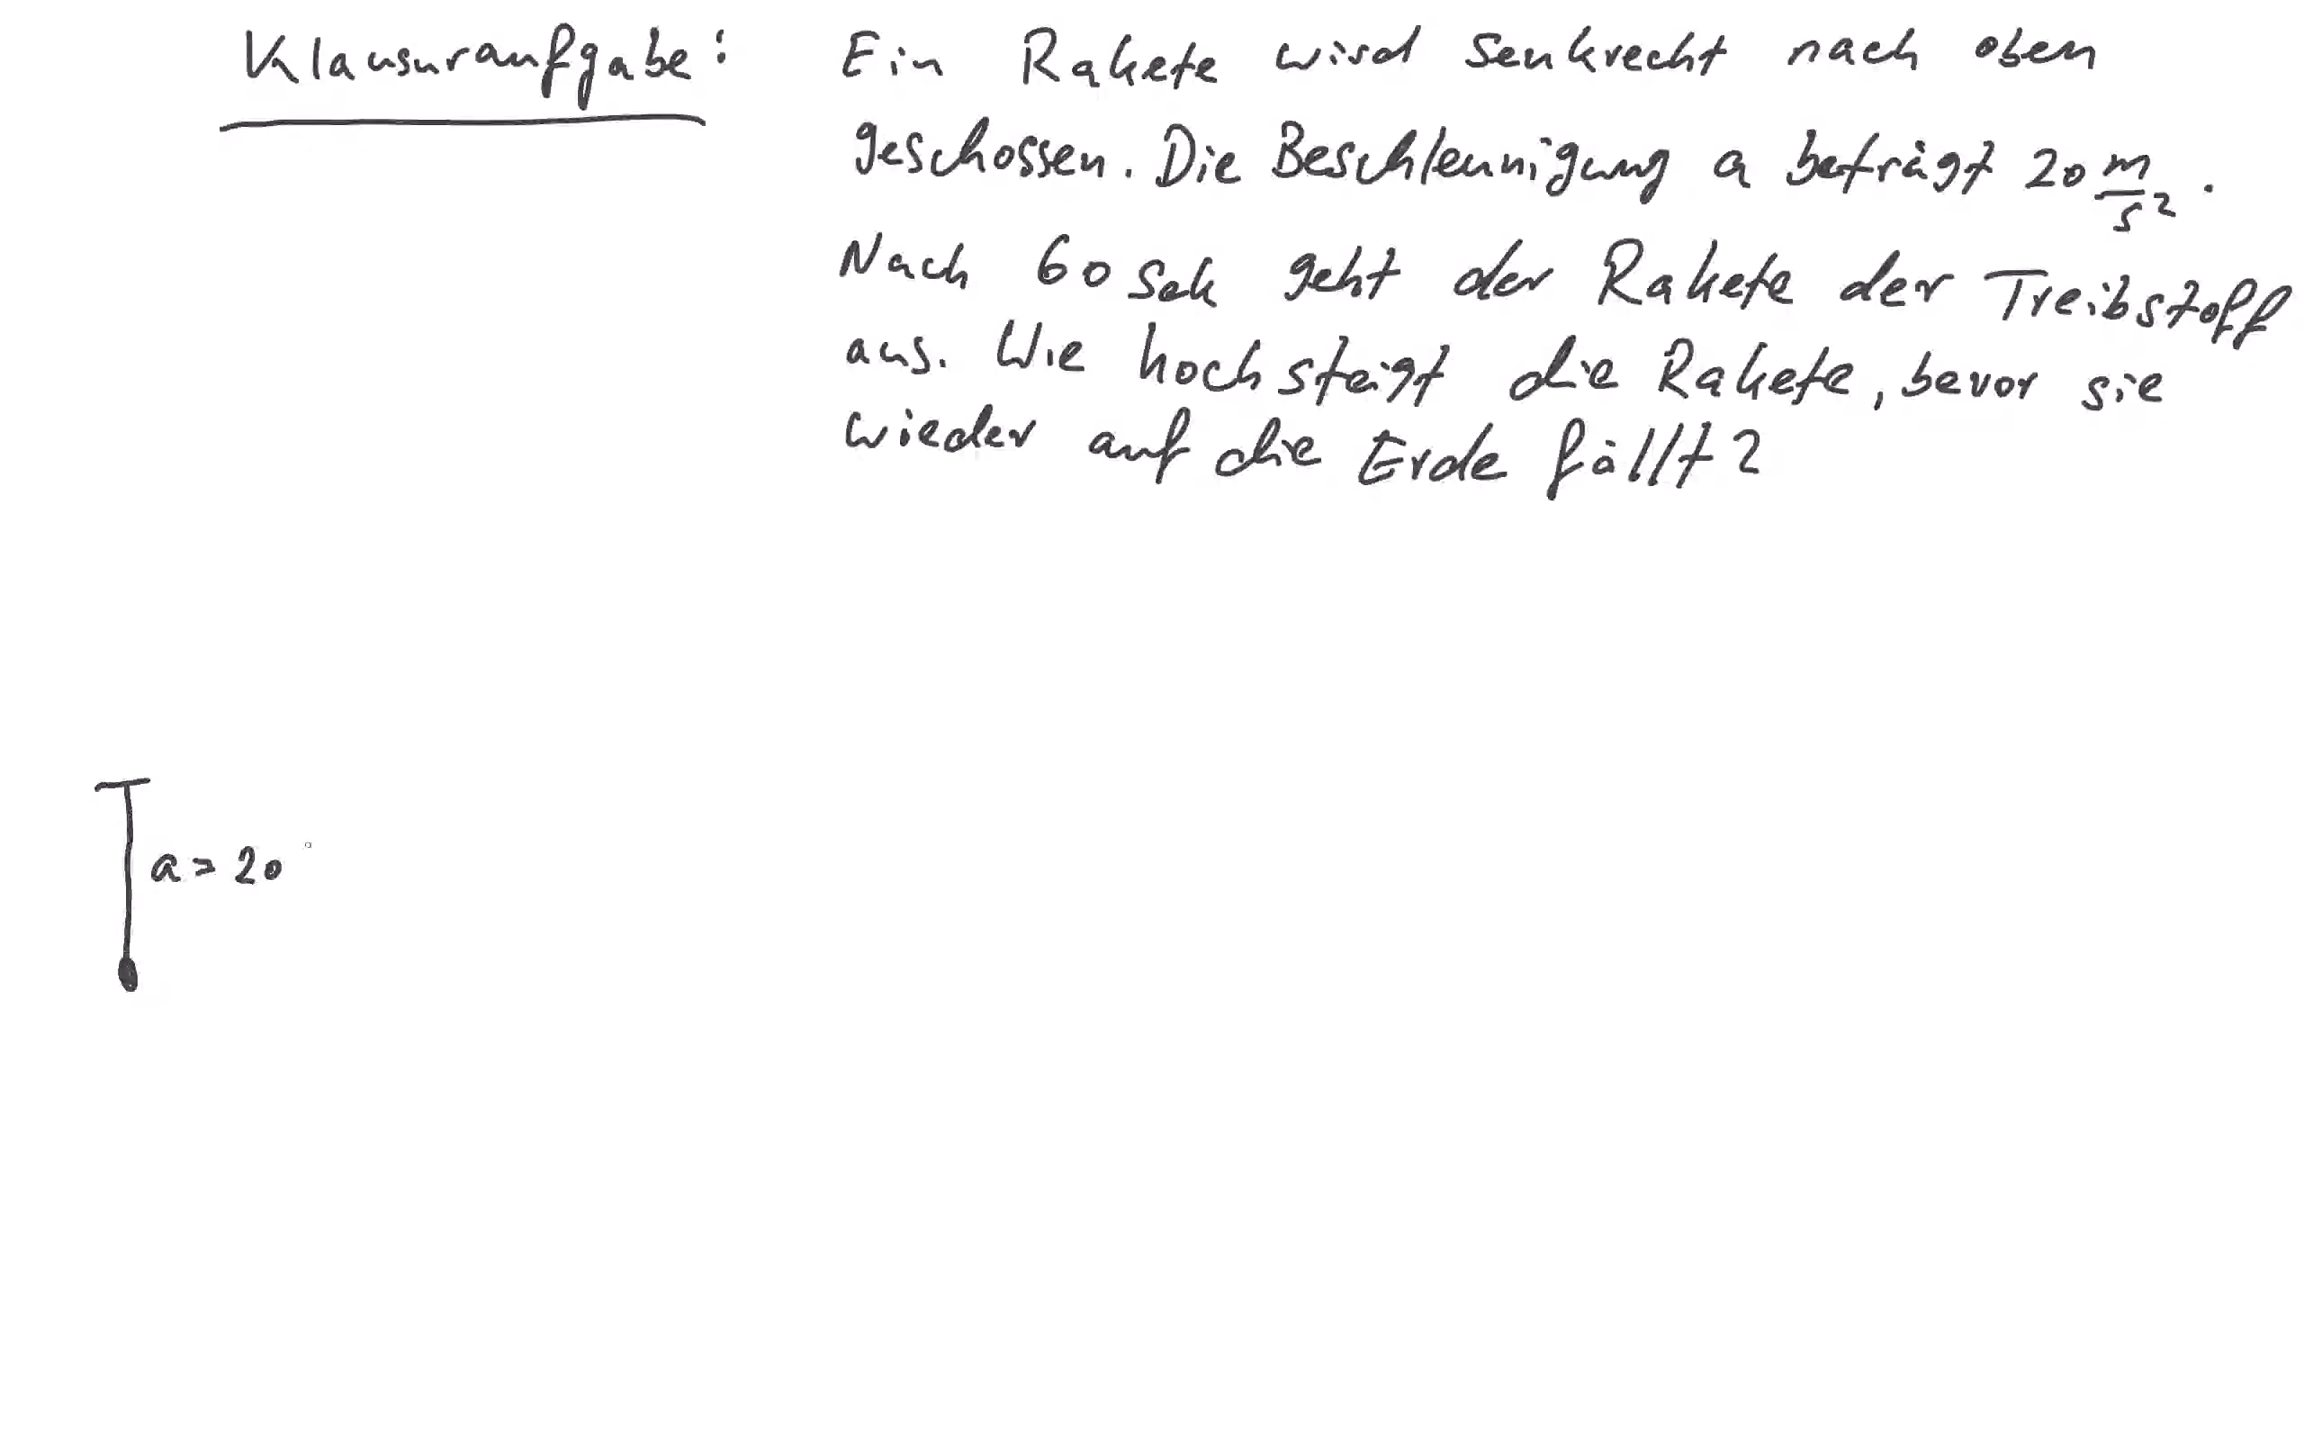 Klausuraufgabe: Ein Rakete wird senkrecht nach oben
geschossen. Die Beschleunigung a beträgt 20 m/s².
Nach 60 Sek geht der Rakete der Treibstoff
aus. Wie hoch steigt die Rakete, bevor sie
wieder auf die Erde fällt?
a = 20